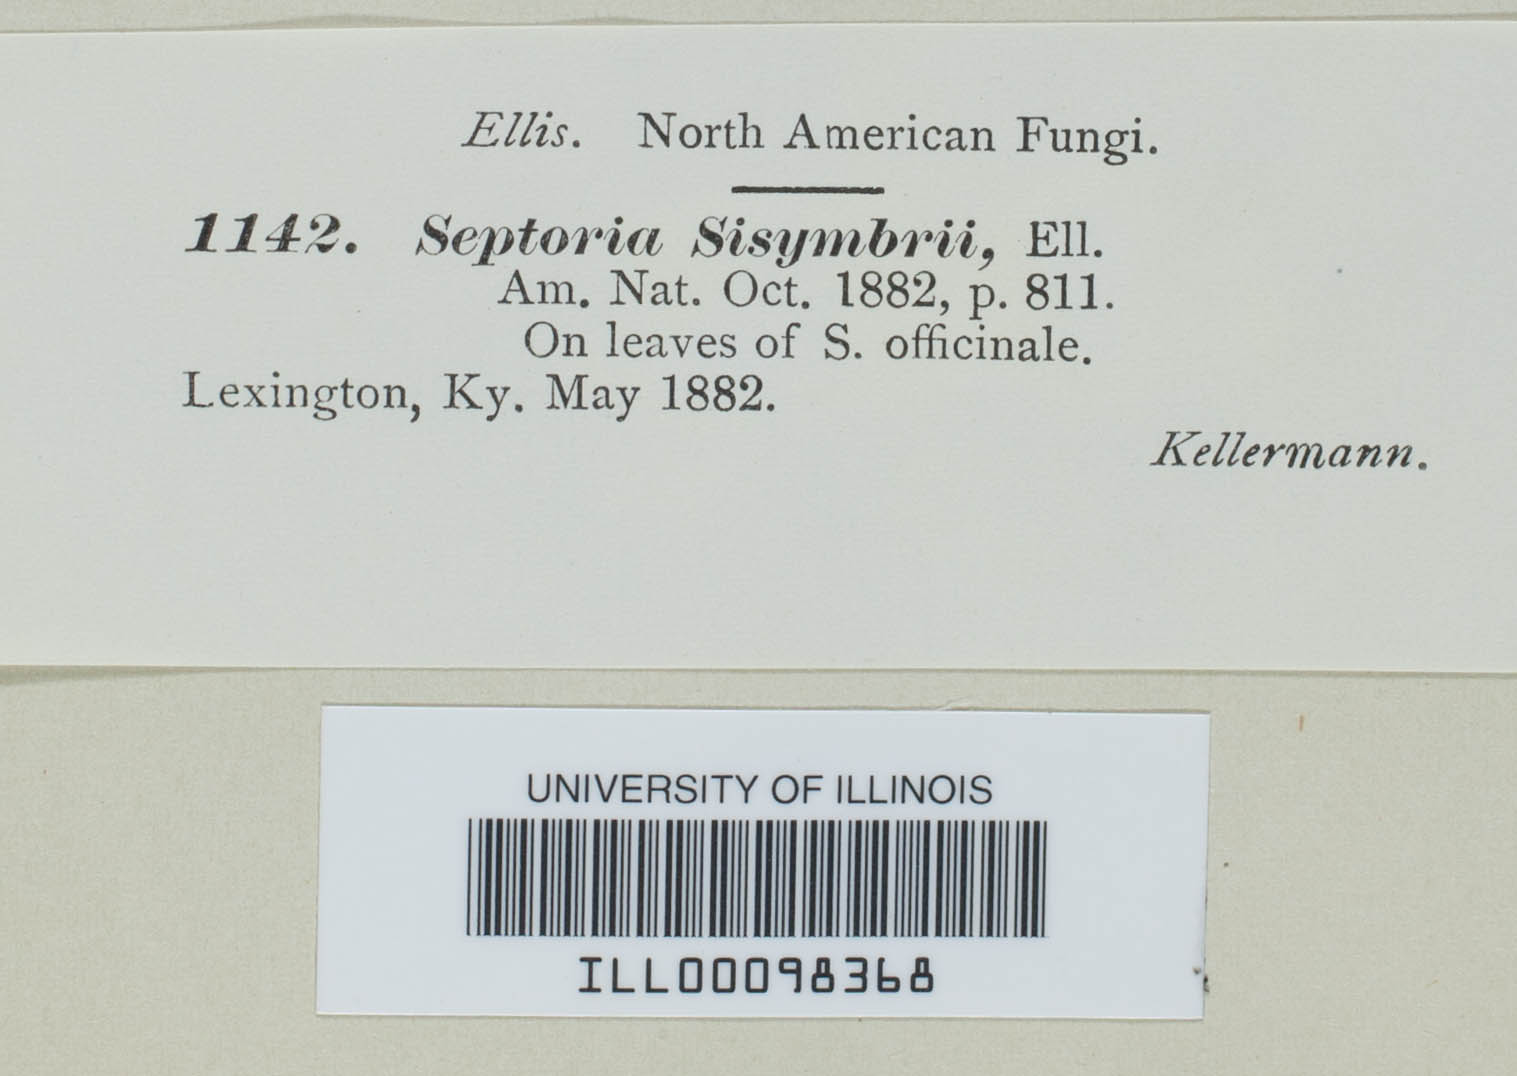 Ellis. North American Fungi.
1142. Septoria Sisymbrii, Ell.
Am. Nat. Oct. 1882, p. 811.
On leaves of S. officinale.
Lexington, Ky. May 1882.
Kellermann.
UNIVERSITY OF ILLINOIS
ILL00098368